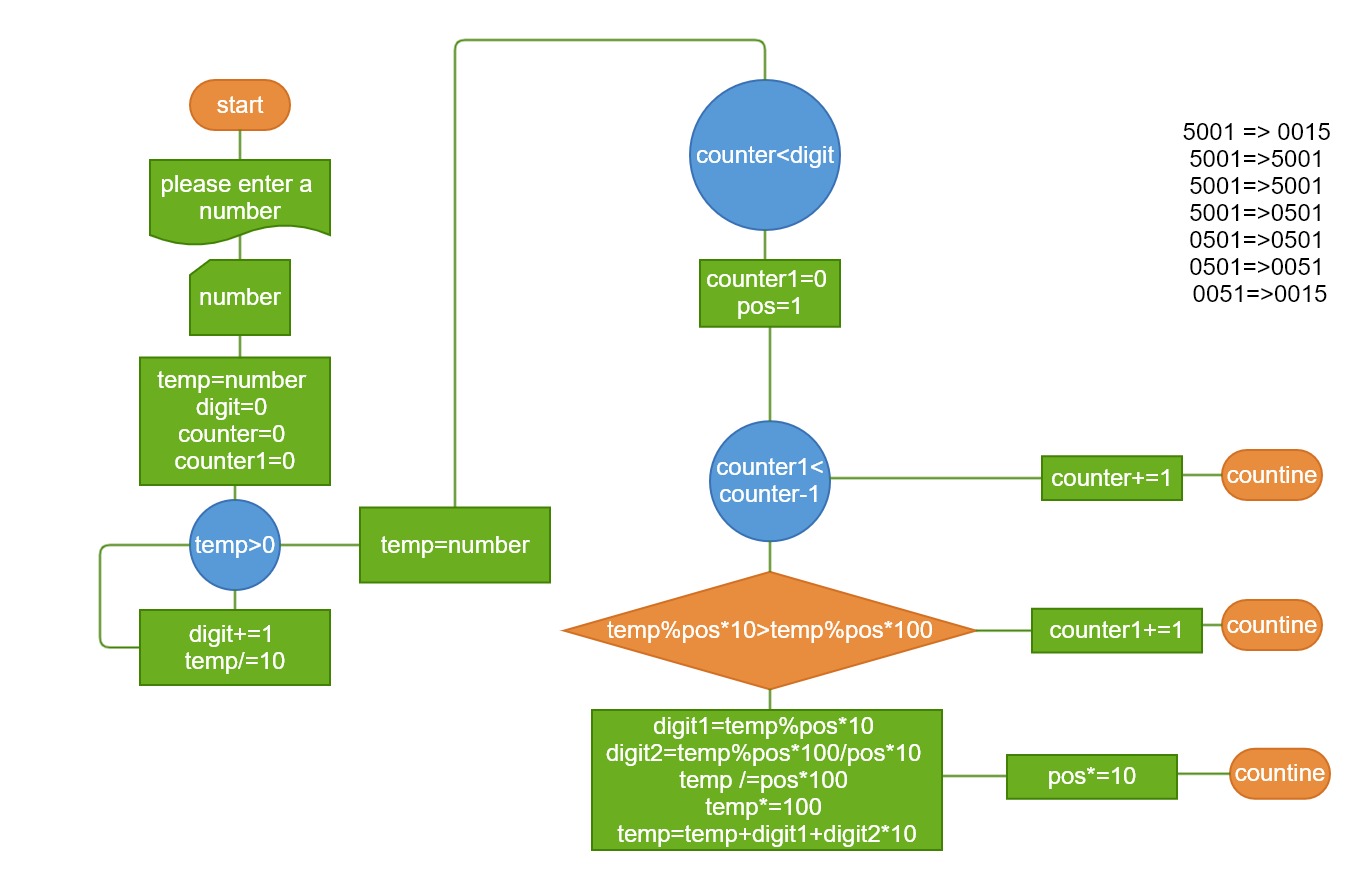 start
please enter a
number
number
temp=number
digit=0
counter=0
counter1=0
temp>0
digit+=1
temp/=10
temp=number
counter<digit
counter1=0
pos=1
counter1<
counter-1
counter+=1
countine
temp%pos*10>temp%pos*100
counter1+=1
countine
digit1=temp%pos*10
digit2=temp%pos*100/pos*10
temp /=pos*100
temp*=100
temp=temp+digit1+digit2*10
pos*=10
countine
5001 => 0015
5001=>5001
5001=>5001
5001=>0501
0501=>0501
0501=>0051
0051=>0015